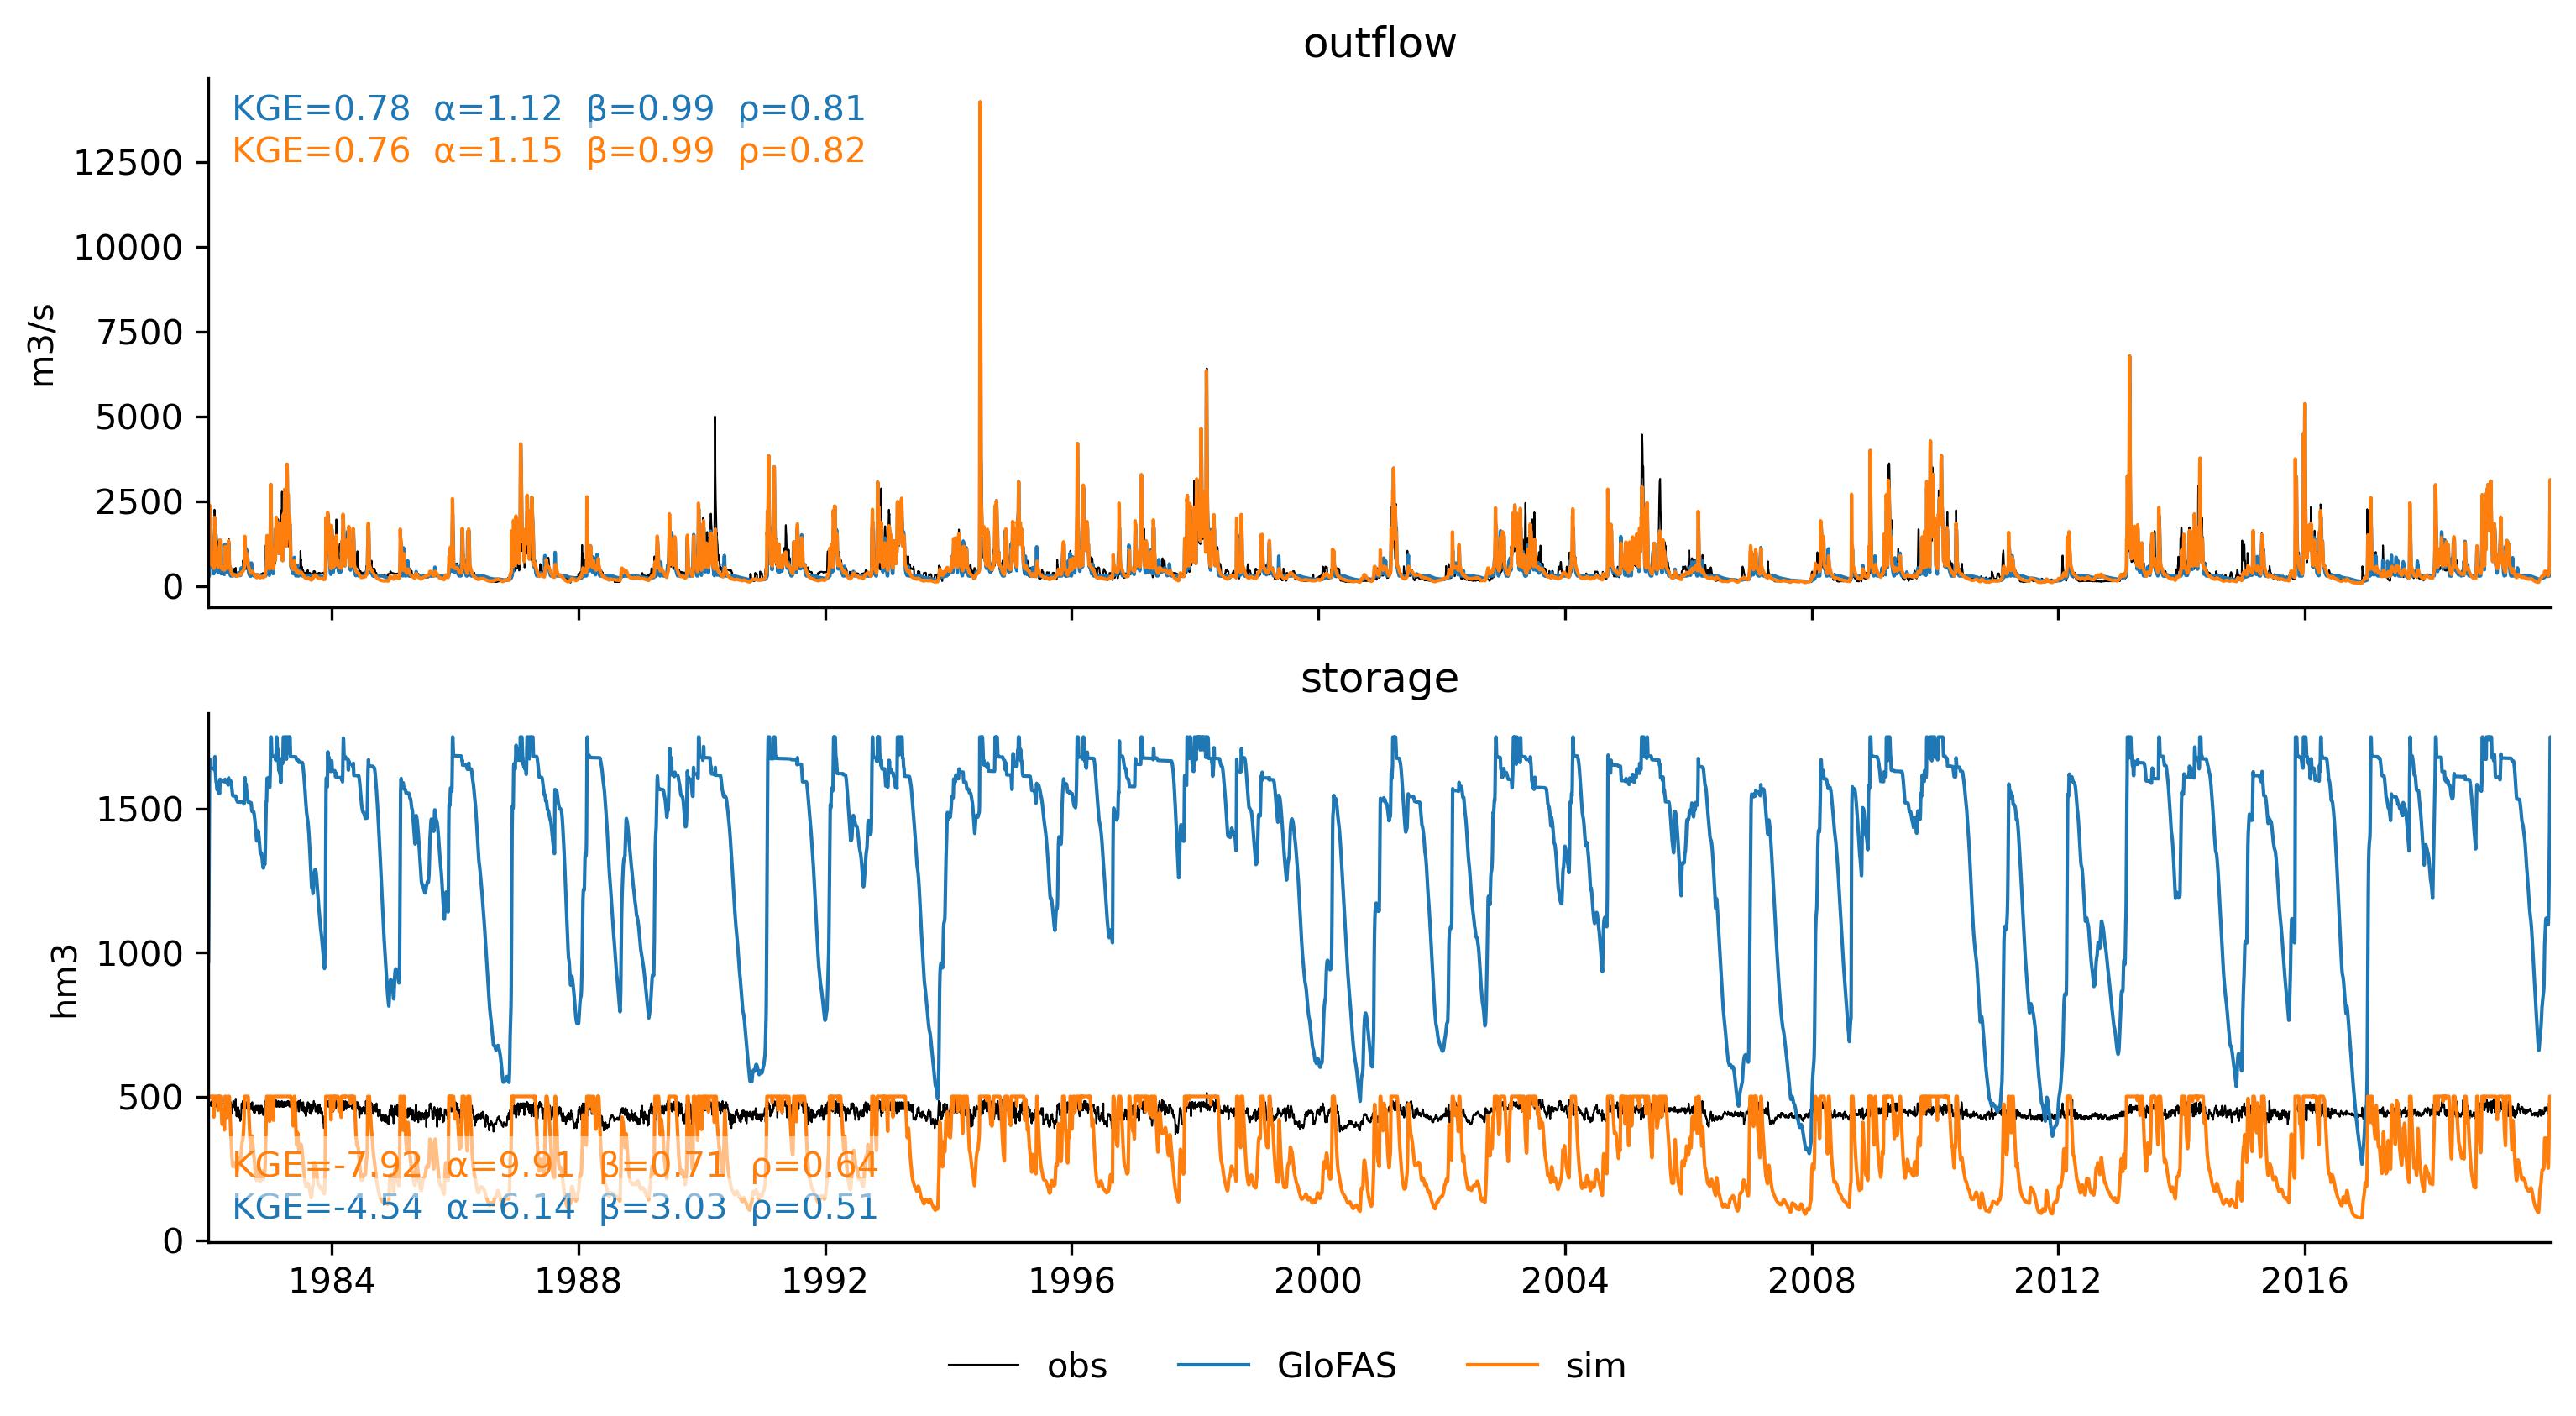 outflow
KGE=0.78 α=1.12 β=0.99 ρ=0.81
KGE=0.76 α=1.15 β=0.99 ρ=0.82
12500
10000
7500
5000
2500
0
m3/s
storage
1500
1000
500
0
hm3
KGE=-7.92 α=9.91 β=0.71 ρ=0.64
KGE=-4.54 α=6.14 β=3.03 ρ=0.51
1984 1988 1992 1996 2000 2004 2008 2012 2016
obs GloFAS sim